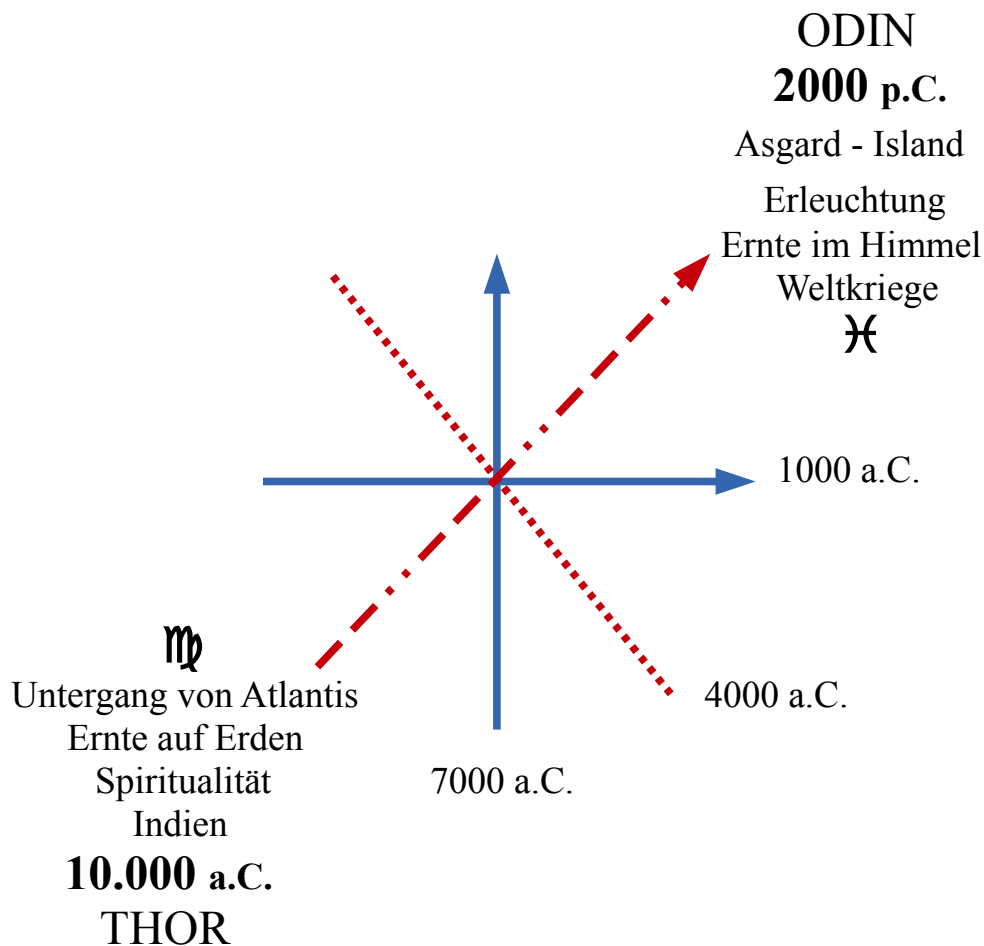 ODIN
2000 p.C.
Asgard - Island
Erleuchtung
Ernte im Himmel
Weltkriege
♓
1000 a.C.
♍
Untergang von Atlantis
Ernte auf Erden
Spiritualität
Indien
10.000 a.C.
THOR
4000 a.C.
7000 a.C.